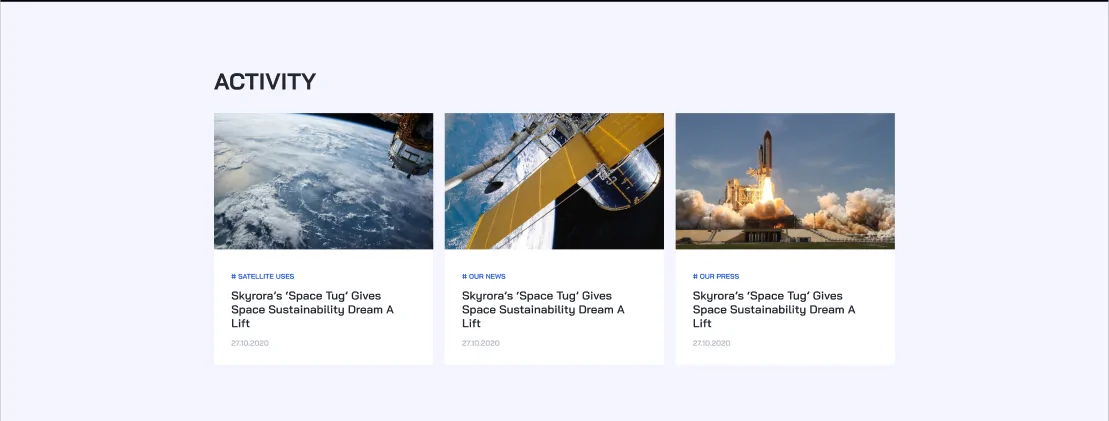 ACTIVITY
# SATELLITE USES
Skyrora's 'Space Tug' Gives
Space Sustainability Dream A
Lift
27.10.2020
# OUR NEWS
Skyrora's 'Space Tug' Gives
Space Sustainability Dream A
Lift
27.10.2020
# OUR PRESS
Skyrora's 'Space Tug' Gives
Space Sustainability Dream A
Lift
27.10.2020